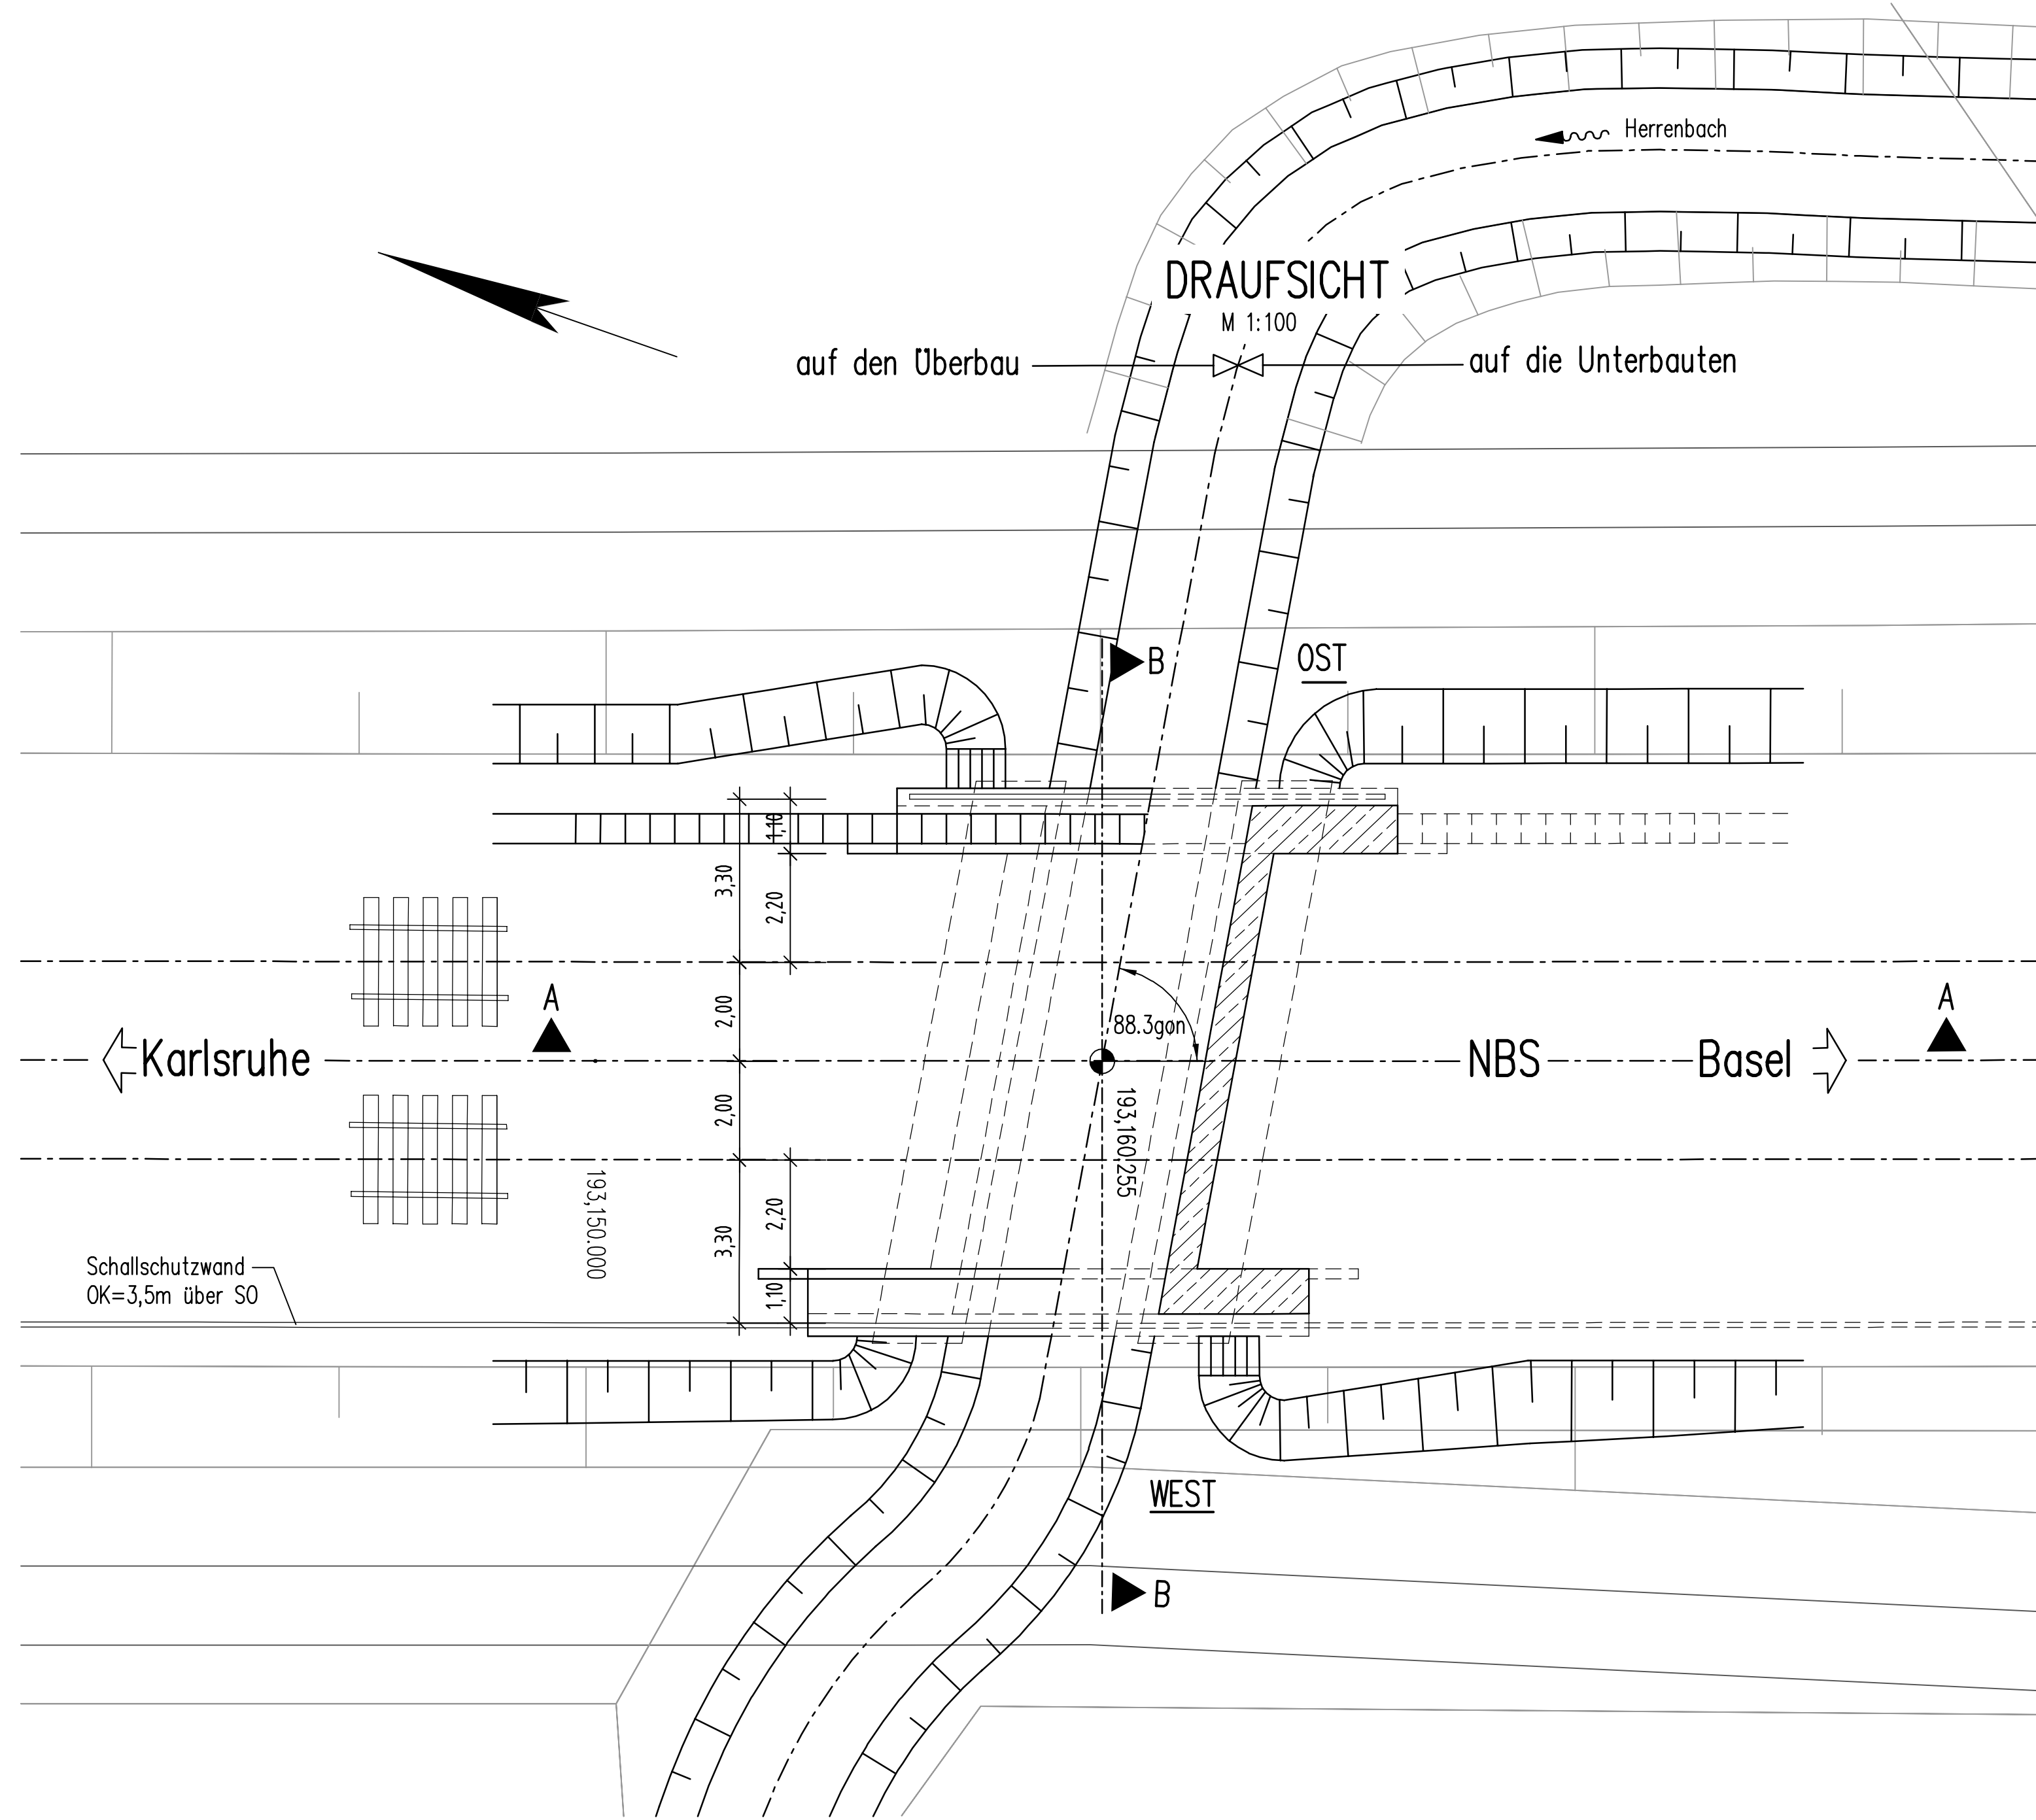 Herrenbach
DRAUFSICHT
M 1:100
auf den Überbau
auf die Unterbauten
B
OST
1,10
3,30
2,20
A
A
2,00
88.3gon
Karlsruhe
NBS
Basel
2,00
193,160.255
193,150.000
2,20
3,30
Schallschutzwand
OK=3,5m über SO
1,10
WEST
B